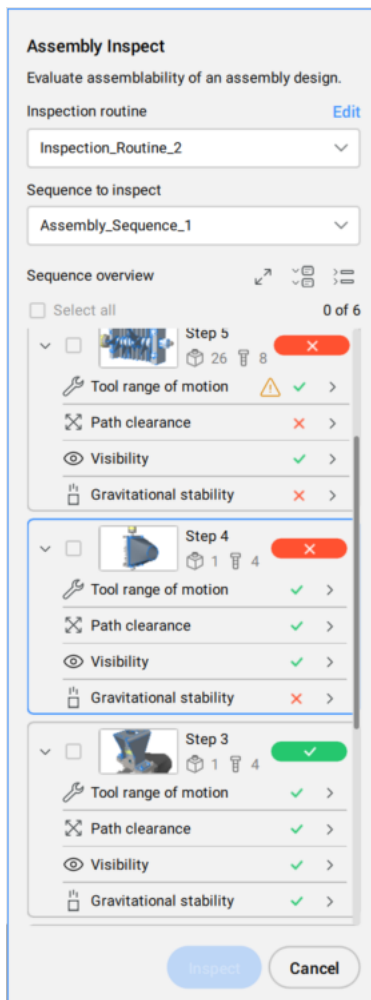 Assembly Inspect
Evaluate assemblability of an assembly design.
Inspection routine Edit
Inspection_Routine_2
Sequence to inspect
Assembly_Sequence_1
Sequence overview
Select all 0 of 6
Step 5
26 8
Tool range of motion
Path clearance
Visibility
Gravitational stability
Step 4
1 4
Tool range of motion
Path clearance
Visibility
Gravitational stability
Step 3
1 4
Tool range of motion
Path clearance
Visibility
Gravitational stability
Inspect Cancel